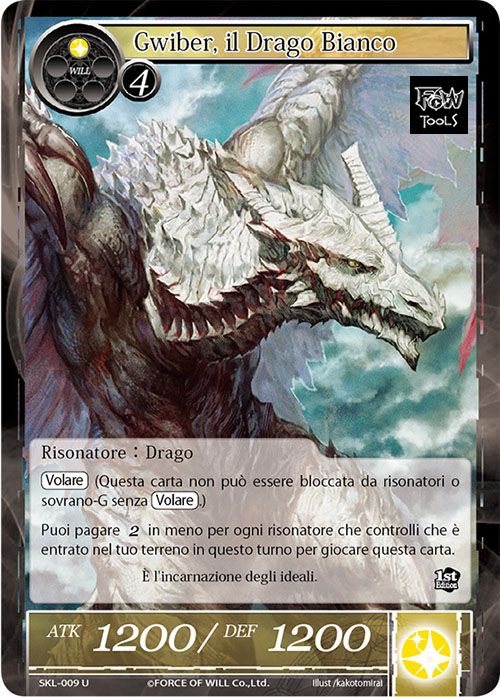 Gwiber, il Drago Bianco
WILL
4
FOW
TOOLS
Risonatore : Drago
Volare (Questa carta non può essere bloccata da risonatori o
sovrano-G senza Volare.)
Puoi pagare 2 in meno per ogni risonatore che controlli che è
entrato nel tuo terreno in questo turno per giocare questa carta.
È l'incarnazione degli ideali.
1st
Edition
ATK 1200 / DEF 1200
SKL-009 U ©FORCE OF WILL Co.,Ltd. Illust /kakotomirai